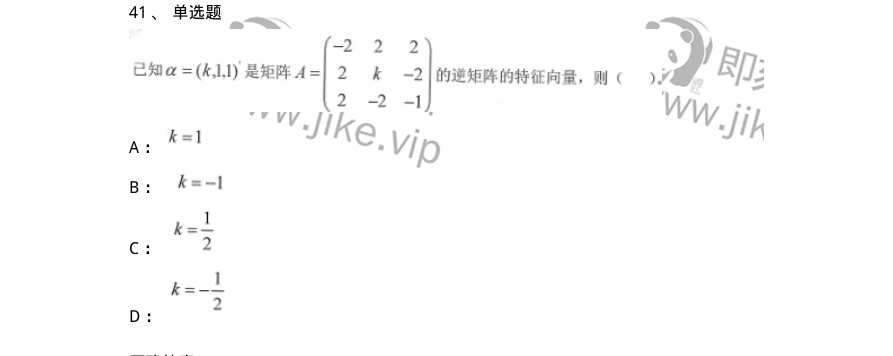 41 、 单选题
已知 α = (k,1,1)' 是矩阵 A = ( -2 2 2 ; 2 k -2 ; 2 -2 -1 ) 的逆矩阵的特征向量，则（ ）.
即
www.jike.vip
ww.jik
A： k = 1
B： k = -1
C： k = 1/2
D： k = -1/2